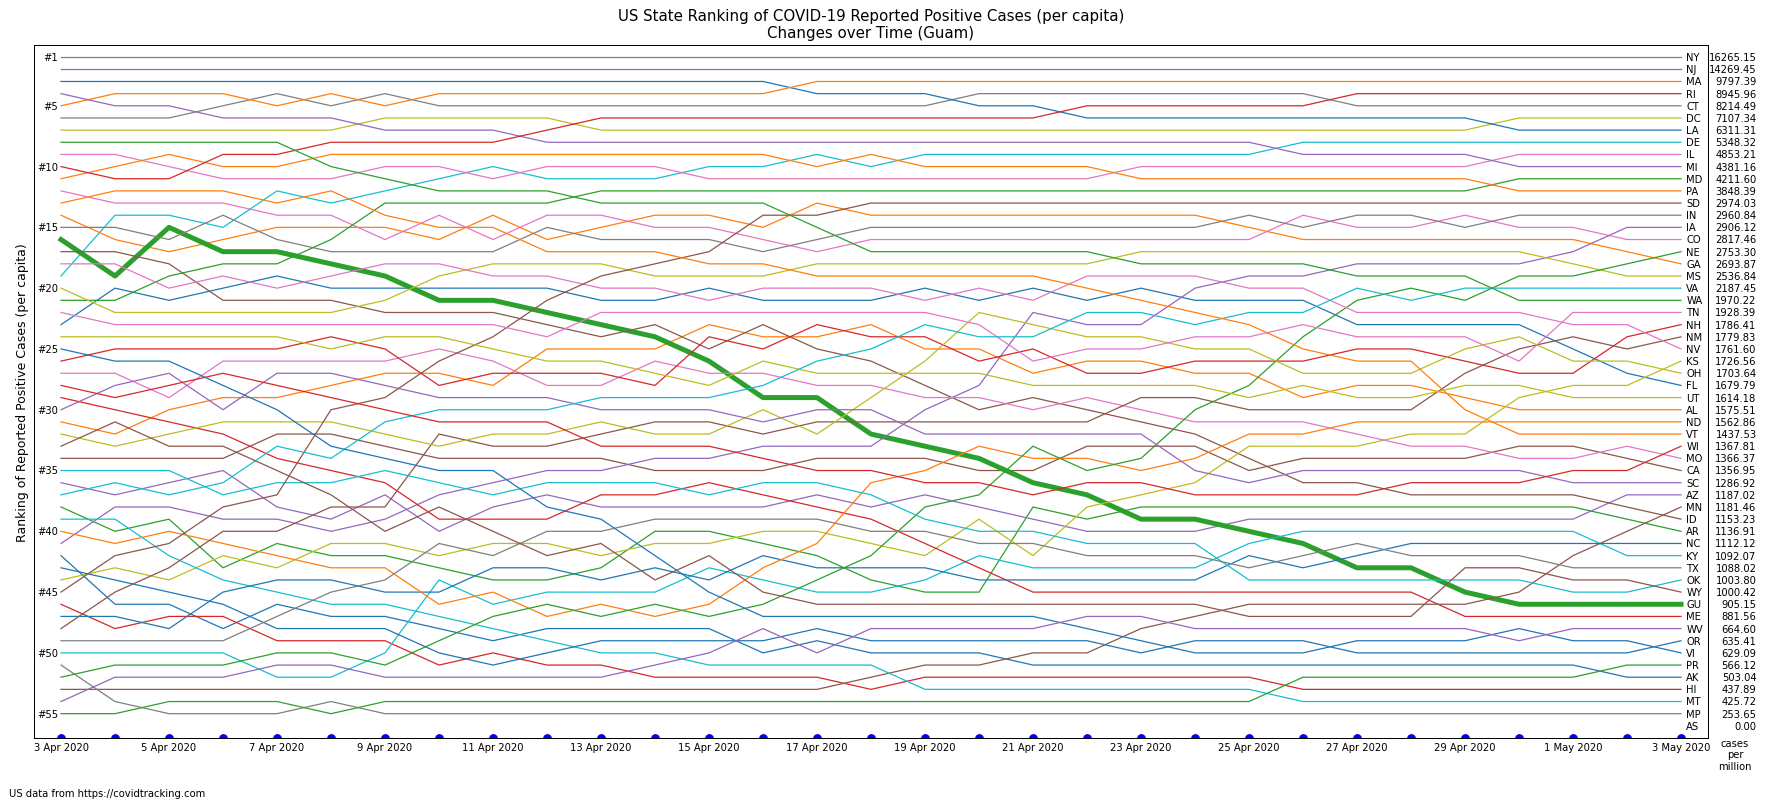 US State Ranking of COVID-19 Reported Positive Cases (per capita)
Changes over Time (Guam)
Ranking of Reported Positive Cases (per capita)
#1
#5
#10
#15
#20
#25
#30
#35
#40
#45
#50
#55
NY 16265.15
NJ 14269.45
MA 9797.39
RI 8945.96
CT 8214.49
DC 7107.34
LA 6311.31
DE 5348.32
IL 4853.21
MI 4381.16
MD 4211.60
PA 3848.39
SD 2974.03
IN 2960.84
IA 2906.12
CO 2817.46
NE 2753.30
GA 2693.87
MS 2536.84
VA 2187.45
WA 1970.22
TN 1928.39
NH 1786.41
NM 1779.83
NV 1761.60
KS 1726.56
OH 1703.64
FL 1679.79
UT 1614.18
AL 1575.51
ND 1562.86
VT 1437.53
WI 1367.81
MO 1366.37
CA 1356.95
SC 1286.92
AZ 1187.02
MN 1181.46
ID 1153.23
AR 1136.91
NC 1112.12
KY 1092.07
TX 1088.02
OK 1003.80
WY 1000.42
GU 905.15
ME 881.56
WV 664.60
OR 635.41
VI 629.09
PR 566.12
AK 503.04
HI 437.89
MT 425.72
MP 253.65
AS 0.00
3 Apr 2020 5 Apr 2020 7 Apr 2020 9 Apr 2020 11 Apr 2020 13 Apr 2020 15 Apr 2020 17 Apr 2020 19 Apr 2020 21 Apr 2020 23 Apr 2020 25 Apr 2020 27 Apr 2020 29 Apr 2020 1 May 2020 3 May 2020
cases
per
million
US data from https://covidtracking.com